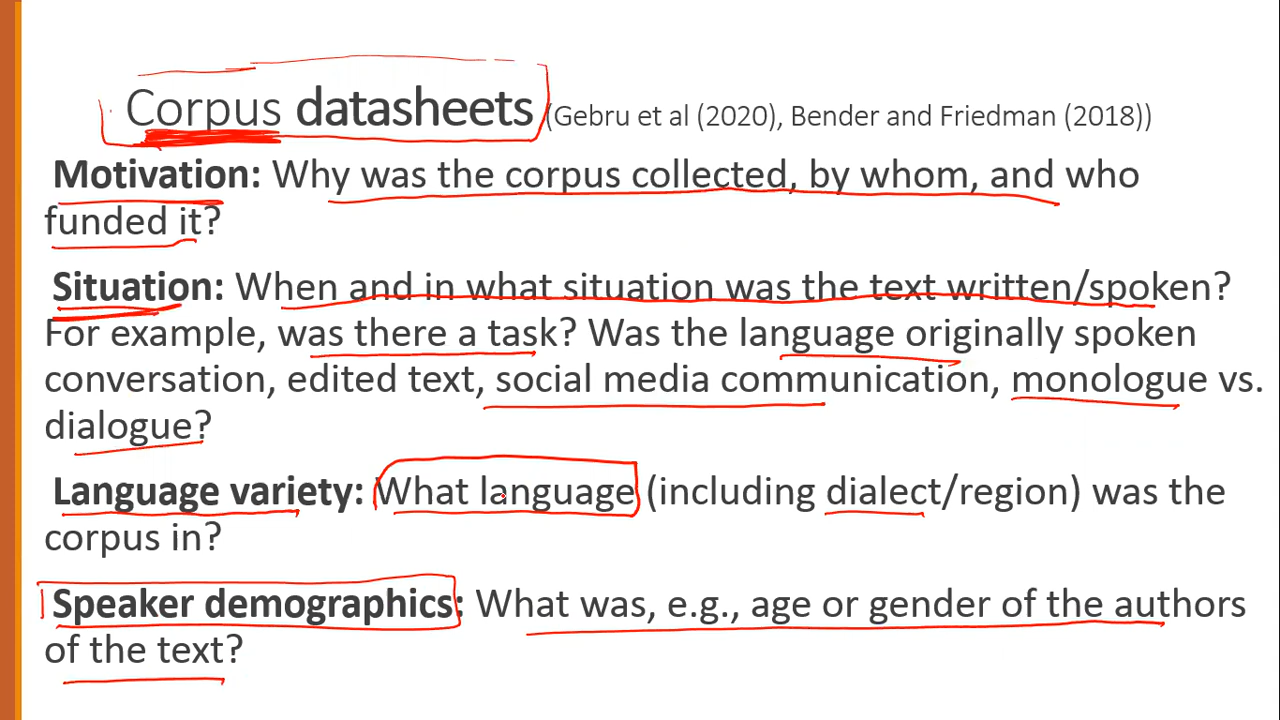 Corpus datasheets (Gebru et al (2020), Bender and Friedman (2018))
Motivation: Why was the corpus collected, by whom, and who
funded it?
Situation: When and in what situation was the text written/spoken?
For example, was there a task? Was the language originally spoken
conversation, edited text, social media communication, monologue vs.
dialogue?
Language variety: What language (including dialect/region) was the
corpus in?
Speaker demographics: What was, e.g., age or gender of the authors
of the text?